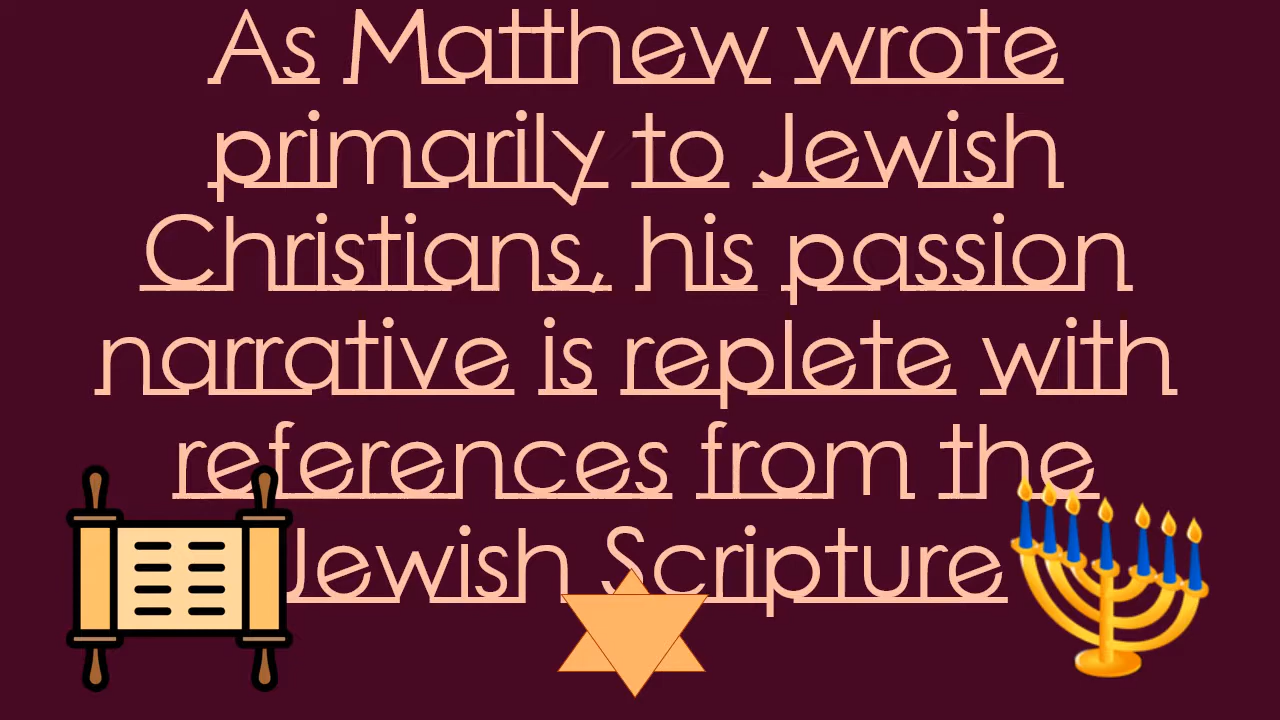 As Matthew wrote
primarily to Jewish
Christians, his passion
narrative is replete with
references from the
Jewish Scripture